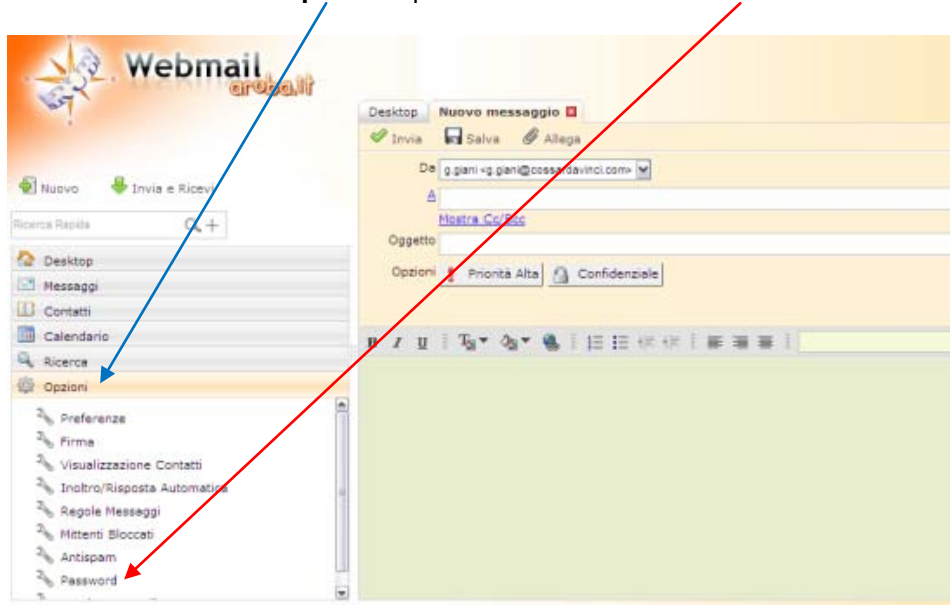 Webmail
aruba.it
Desktop Nuovo messaggio
Invia Salva Allega
Da g.giani <g.giani@cossardavinci.com>
A
Mostra Cc/Bcc
Oggetto
Opzioni Priorità Alta Confidenziale
B I U
Nuovo Invia e Ricevi
Ricerca Rapida
Desktop
Messaggi
Contatti
Calendario
Ricerca
Opzioni
Preferenze
Firma
Visualizzazione Contatti
Inoltro/Risposta Automatica
Regole Messaggi
Mittenti Bloccati
Antispam
Password